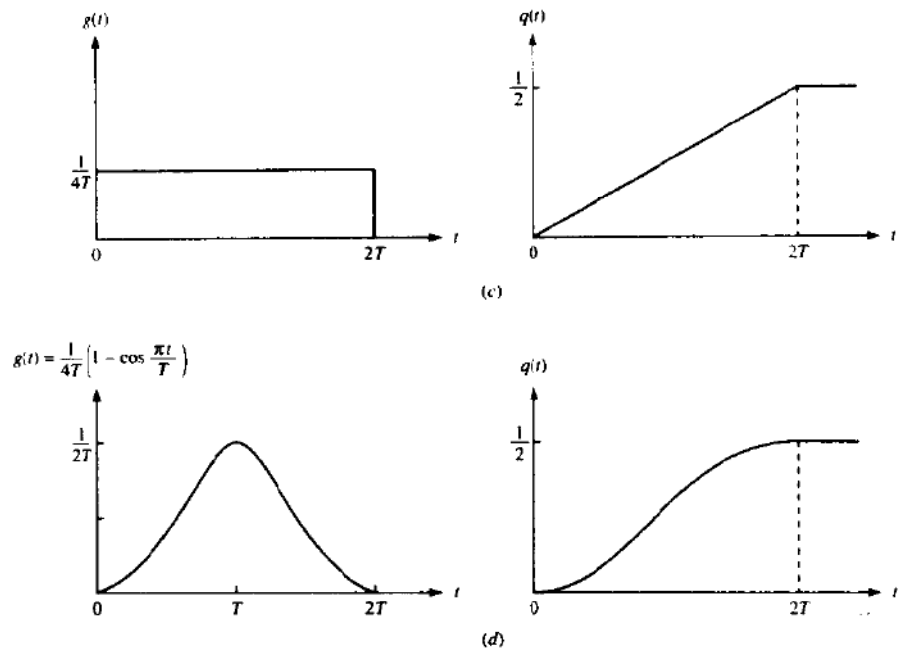 g(t)
q(t)
1/2
1/4T
0
2T
t
0
2T
t
(c)
g(t) = 1/4T (1 - cos πt/T)
q(t)
1/2T
1/2
0
T
2T
t
0
2T
t
(d)